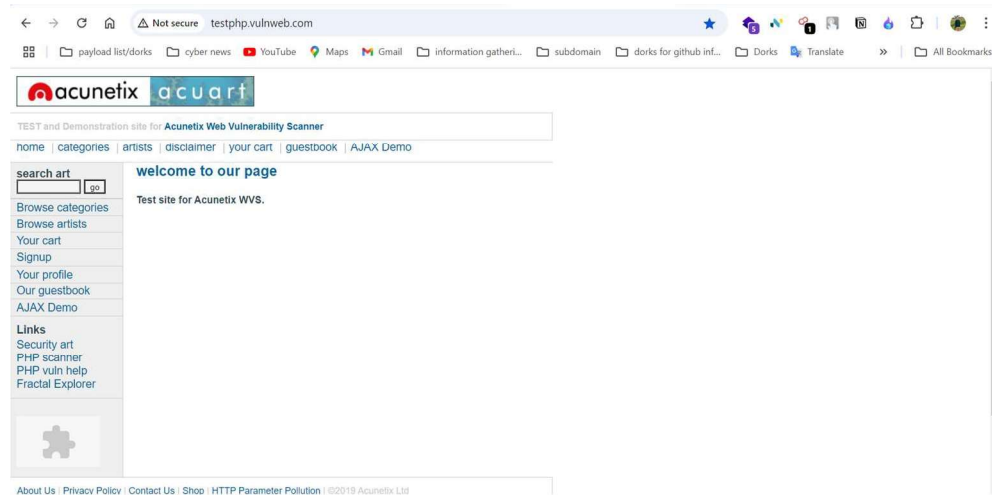 Not secure testphp.vulnweb.com
payload list/dorks cyber news YouTube Maps Gmail information gatheri... subdomain dorks for github inf... Dorks Translate » All Bookmarks
acunetix acuart
TEST and Demonstration site for Acunetix Web Vulnerability Scanner
home | categories | artists | disclaimer | your cart | guestbook | AJAX Demo
search art
go
Browse categories
Browse artists
Your cart
Signup
Your profile
Our guestbook
AJAX Demo
Links
Security art
PHP scanner
PHP vuln help
Fractal Explorer
welcome to our page
Test site for Acunetix WVS.
About Us | Privacy Policy | Contact Us | Shop | HTTP Parameter Pollution | ©2019 Acunetix Ltd